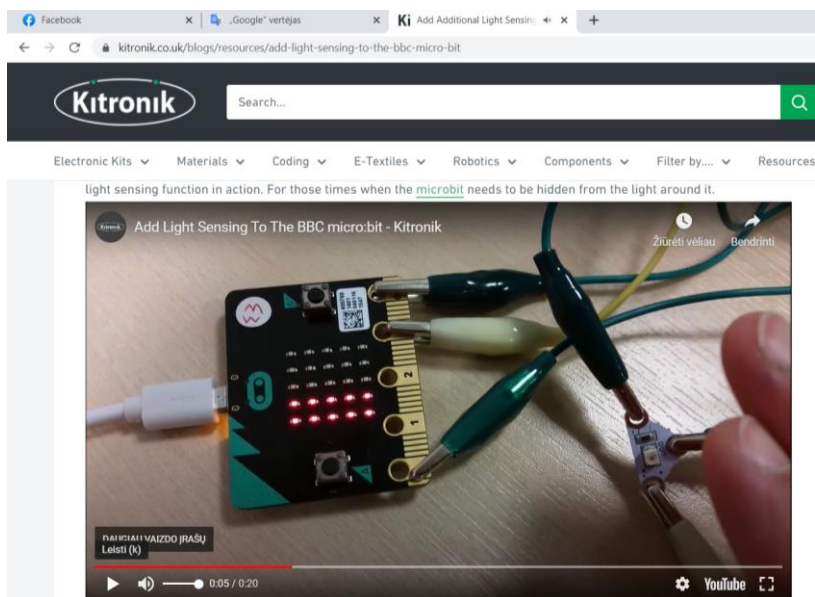 Facebook
„Google“ vertėjas
Ki Add Additional Light Sensing
kitronik.co.uk/blogs/resources/add-light-sensing-to-the-bbc-micro-bit
Kitronik
Search...
Electronic Kits Materials Coding E-Textiles Robotics Components Filter by.... Resources
light sensing function in action. For those times when the microbit needs to be hidden from the light around it.
Add Light Sensing To The BBC micro:bit - Kitronik
Žiūrėti vėliau Bendrinti
2
1
DAUGIAU VAIZDO ĮRAŠŲ
Leisti (k)
0:05 / 0:20
YouTube